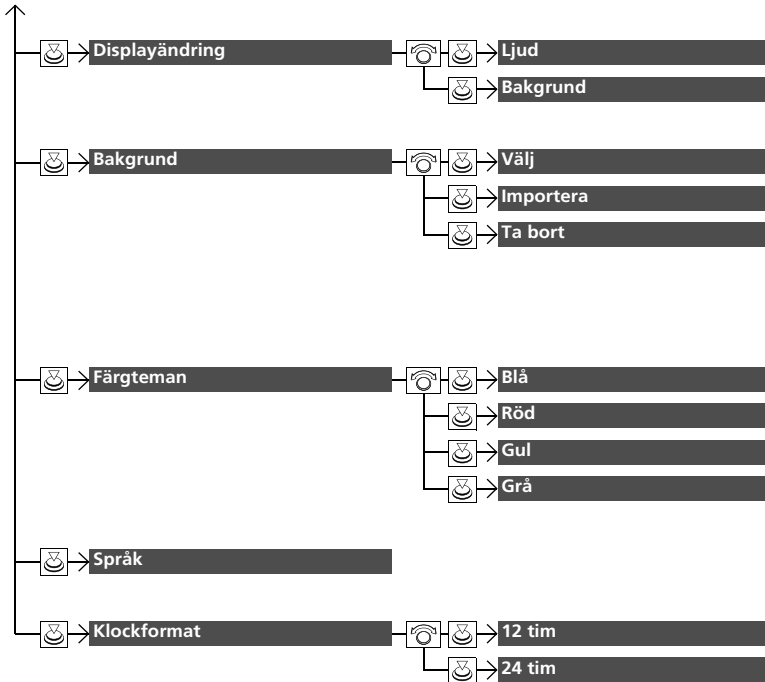 Displayändring
Ljud
Bakgrund
Bakgrund
Välj
Importera
Ta bort
Färgteman
Blå
Röd
Gul
Grå
Språk
Klockformat
12 tim
24 tim